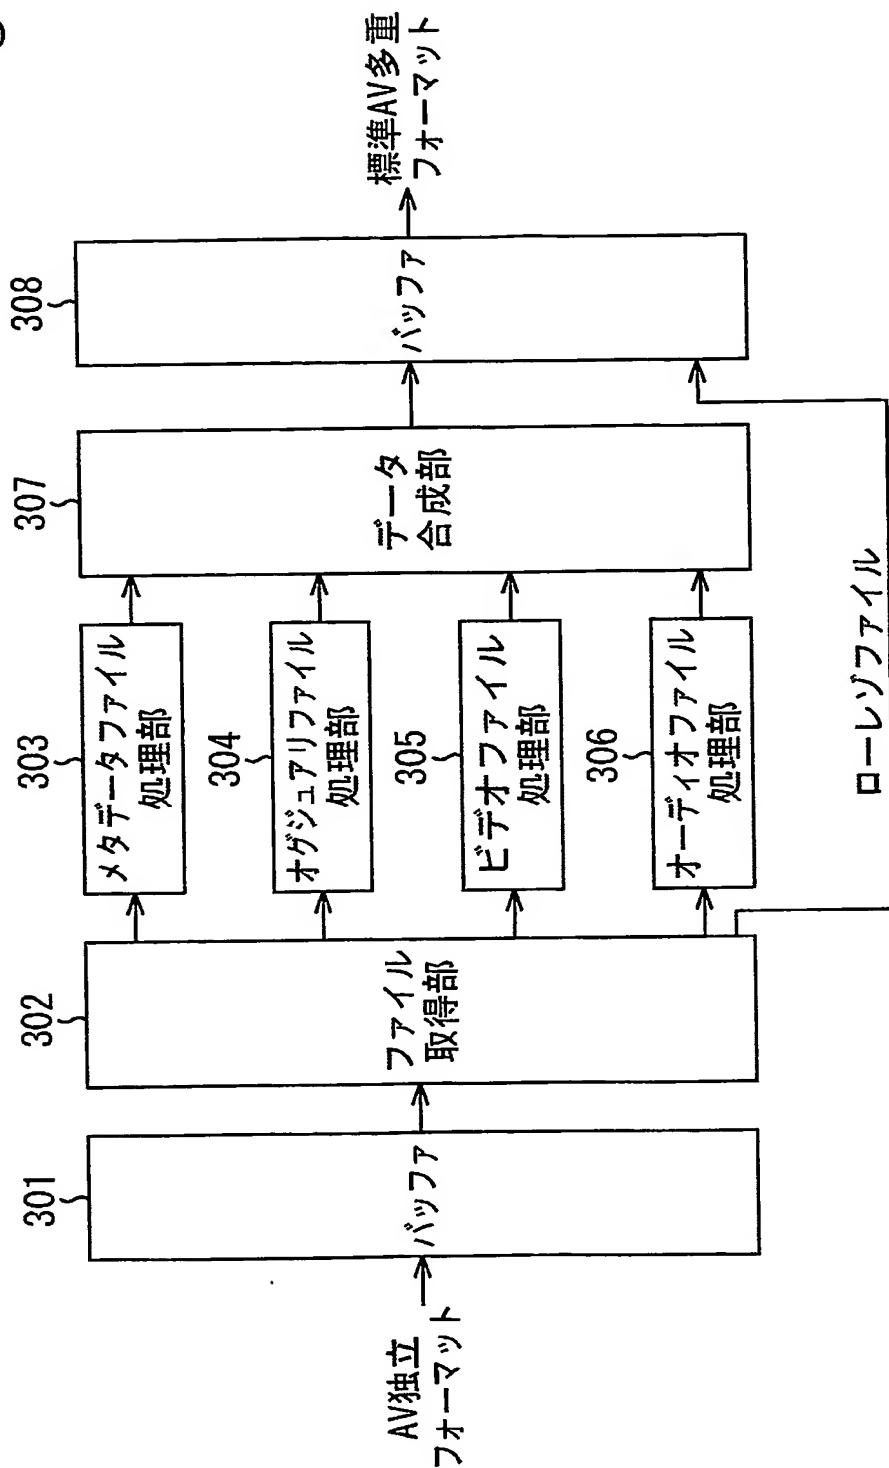 AV独立
フォーマット
301
バッファ
302
ファイル
取得部
303
メタデータファイル
処理部
304
オグジュアリファイル
処理部
305
ビデオファイル
処理部
306
オーディオファイル
処理部
307
データ
合成部
308
バッファ
標準AV多重
フォーマット
ローレゾファイル